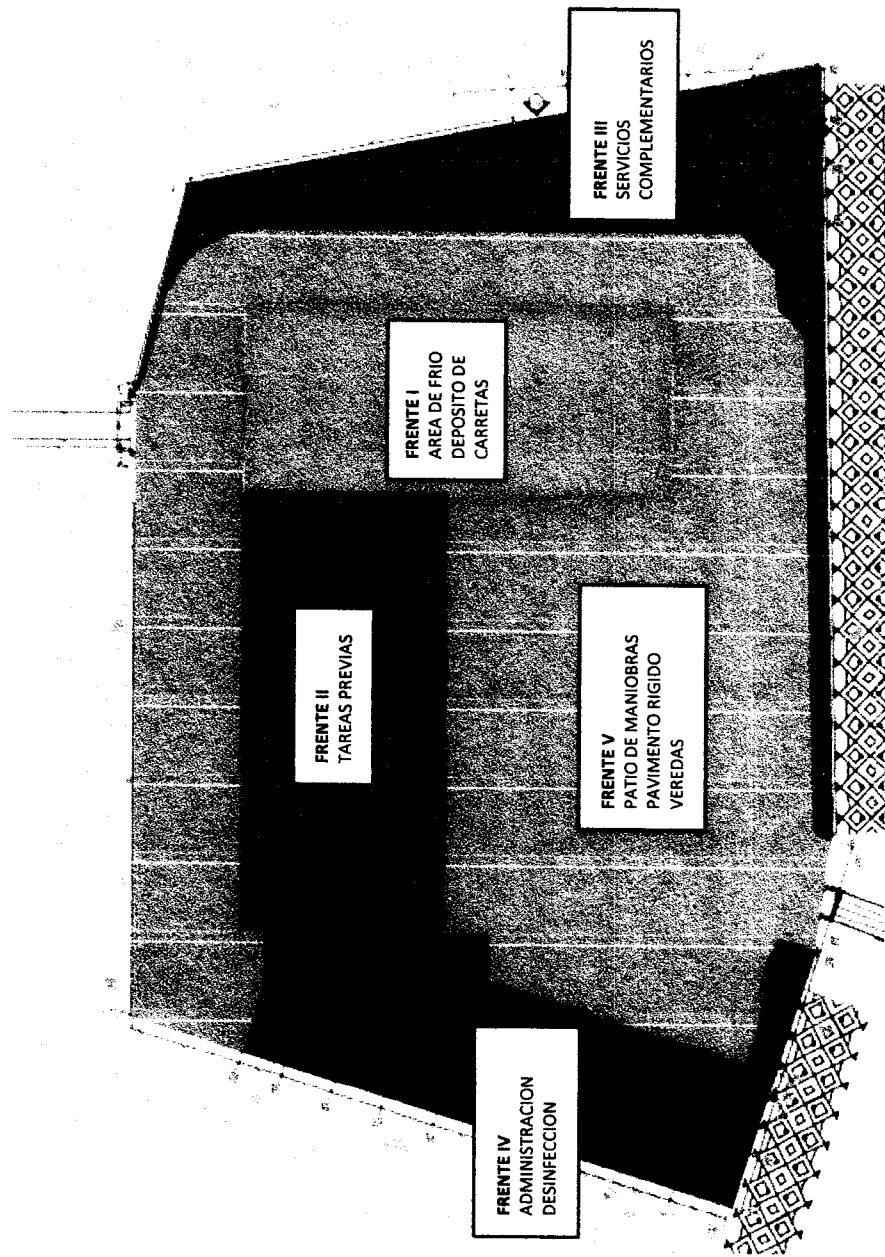 FRENTE III
SERVICIOS
COMPLEMENTARIOS
FRENTE I
AREA DE FRIO
DEPOSITO DE
CARRETAS
FRENTE II
TAREAS PREVIAS
FRENTE V
PATIO DE MANIOBRAS
PAVIMENTO RIGIDO
VEREDAS
FRENTE IV
ADMINISTRACION
DESINFECCION